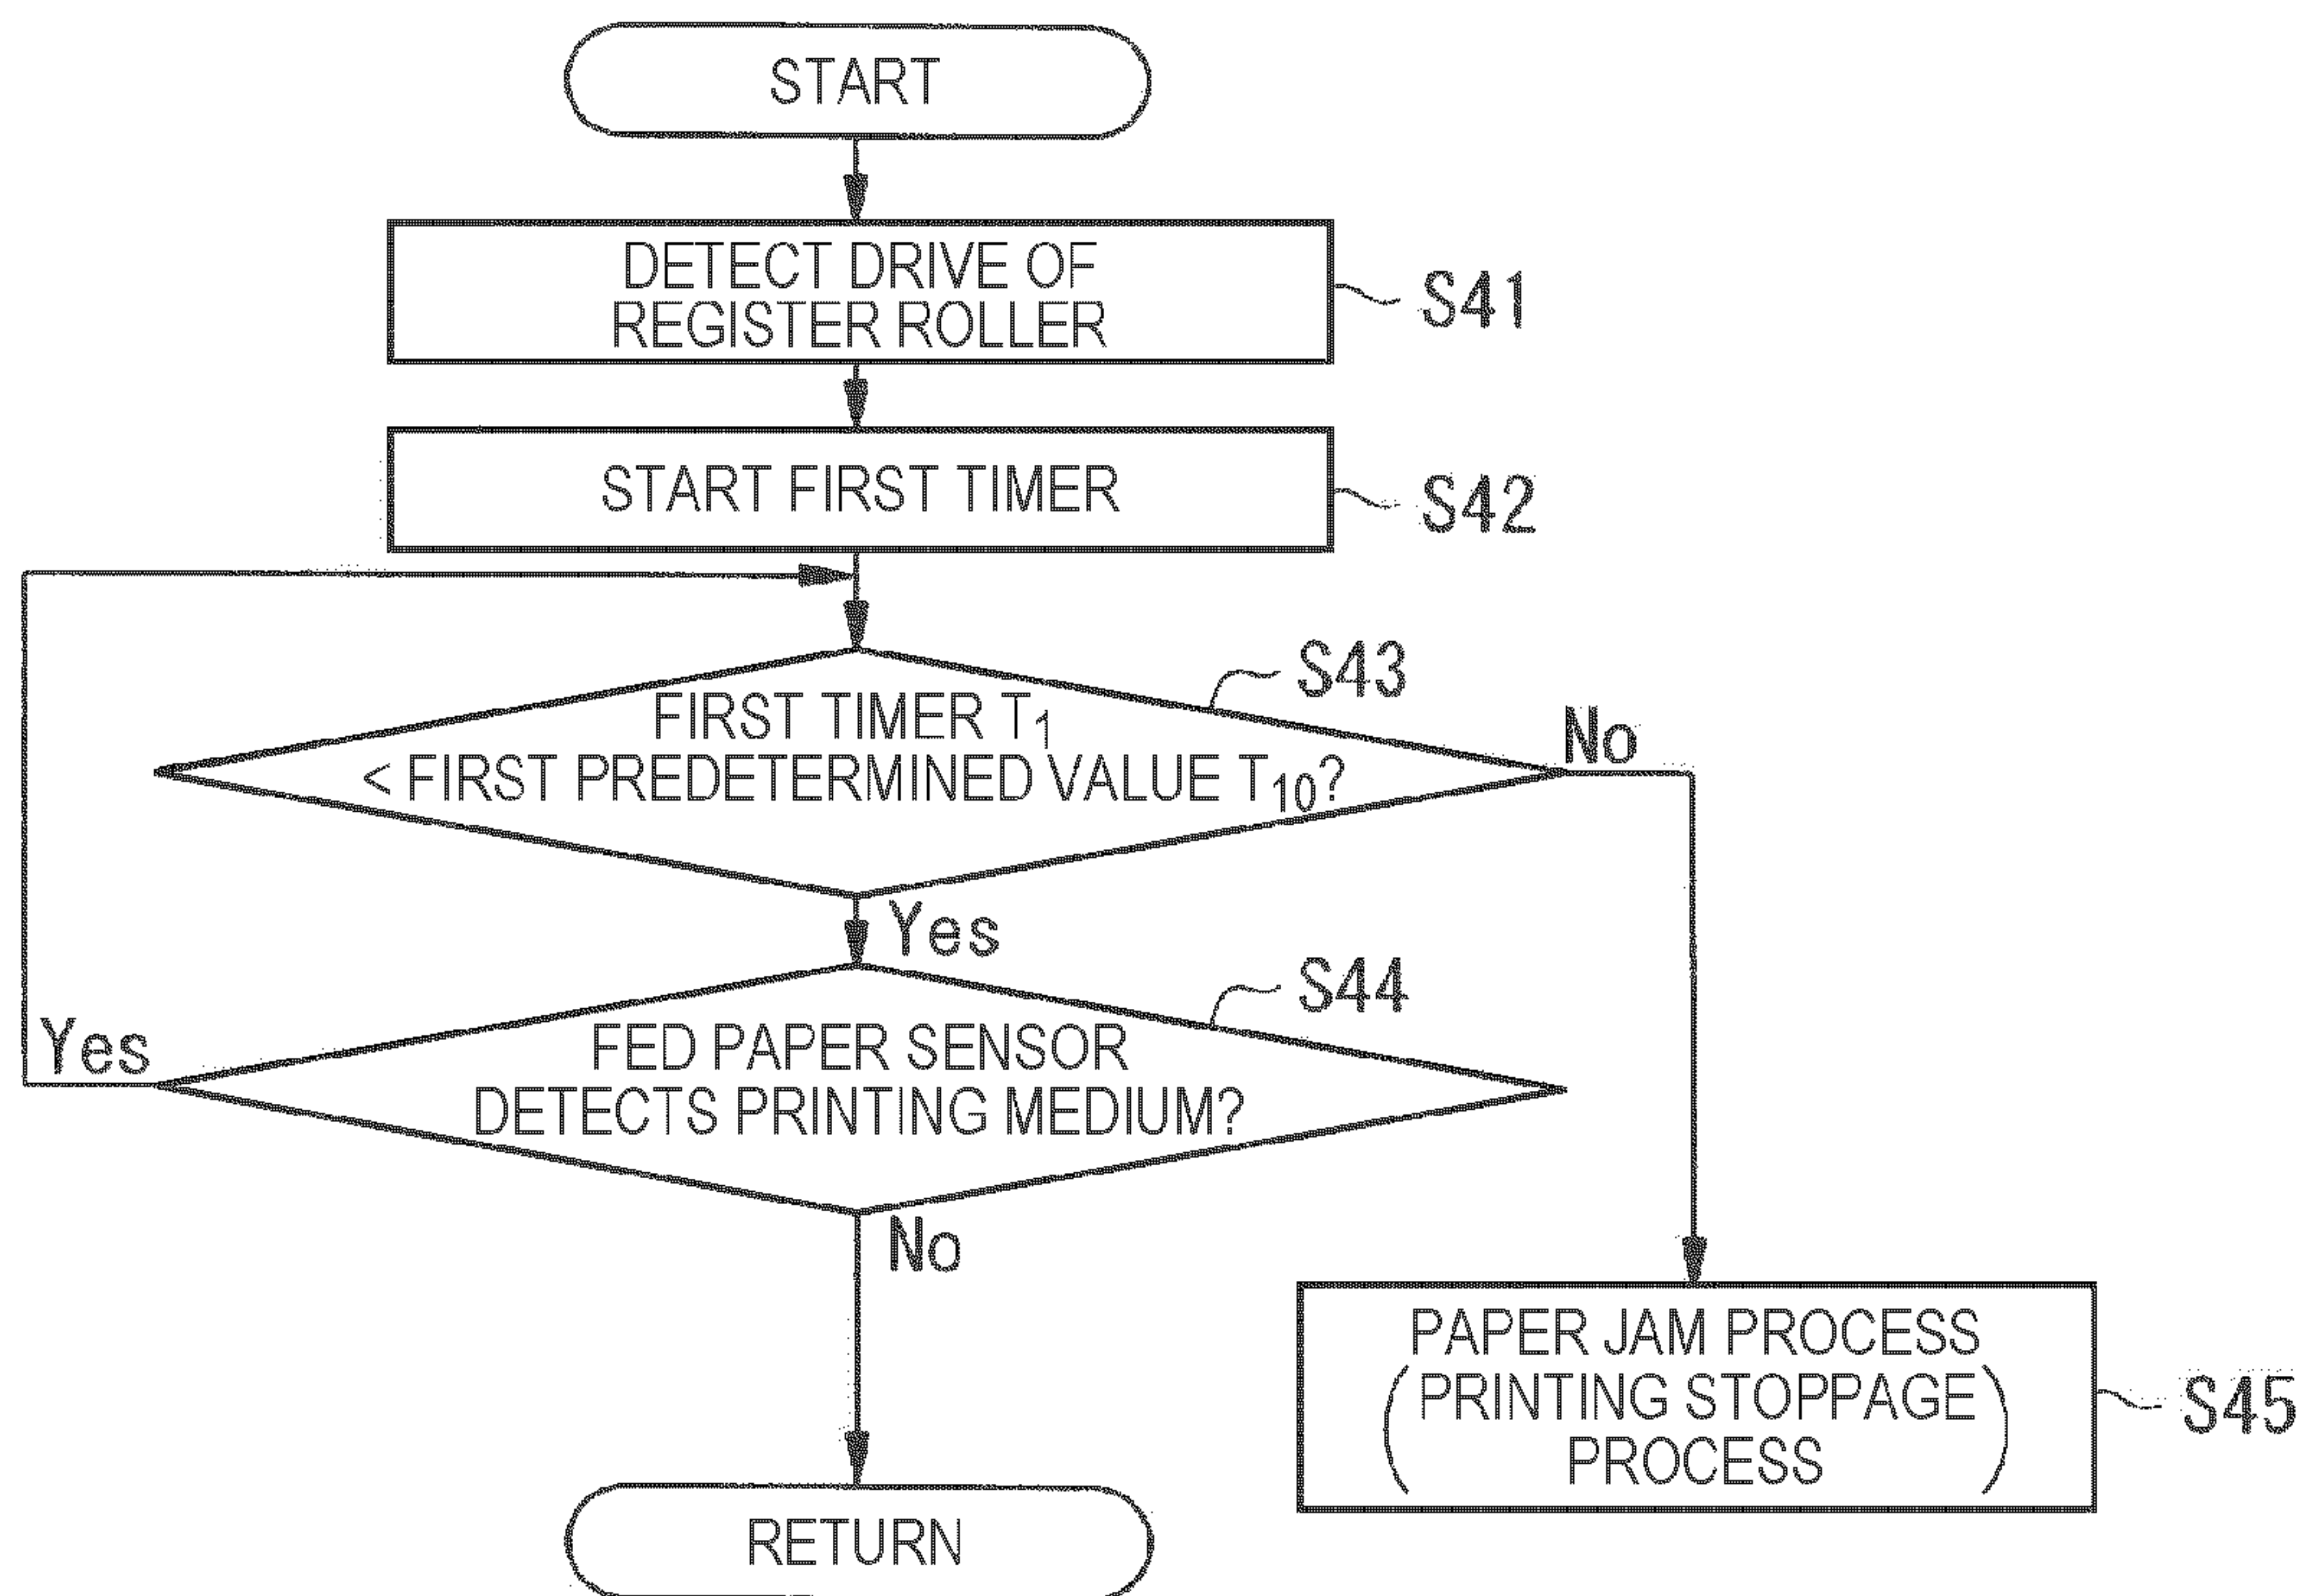 START
DETECT DRIVE OF
REGISTER ROLLER
S41
START FIRST TIMER
S42
S43
FIRST TIMER T1
< FIRST PREDETERMINED VALUE T10?
No
Yes
S44
FED PAPER SENSOR
DETECTS PRINTING MEDIUM?
Yes
No
PAPER JAM PROCESS
(PRINTING STOPPAGE
PROCESS)
S45
RETURN